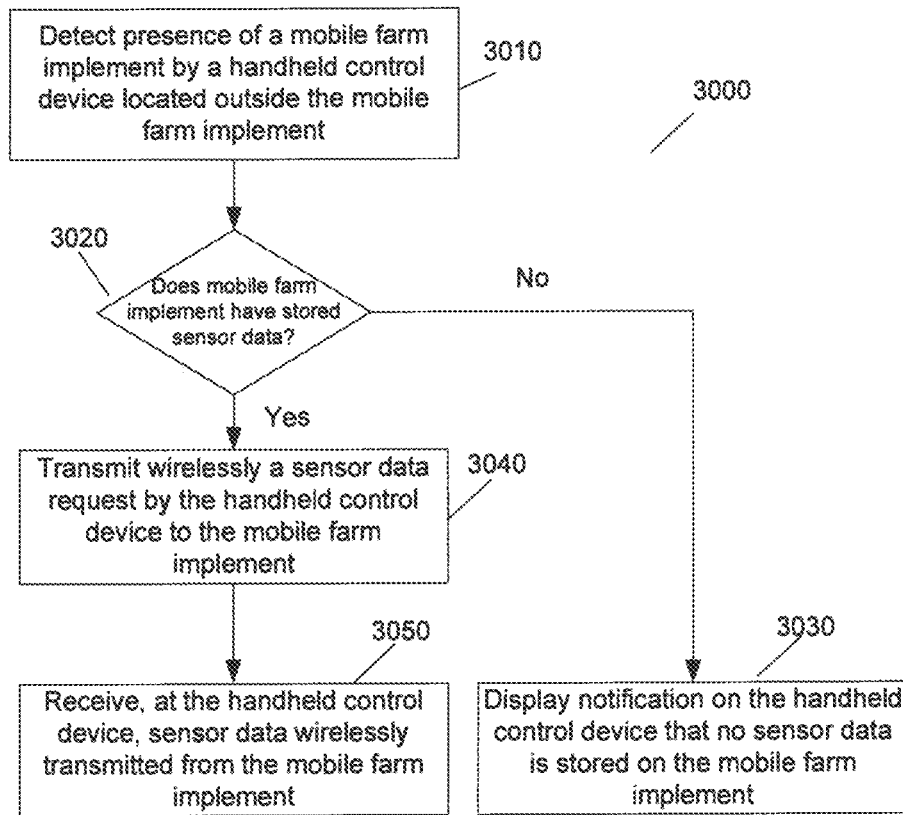 Detect presence of a mobile farm
implement by a handheld control
device located outside the mobile
farm implement
3010
3000
3020
Does mobile farm
implement have stored
sensor data?
No
Yes
Transmit wirelessly a sensor data
request by the handheld control
device to the mobile farm
implement
3040
3050
3030
Receive, at the handheld control
device, sensor data wirelessly
transmitted from the mobile farm
implement
Display notification on the handheld
control device that no sensor data
is stored on the mobile farm
implement